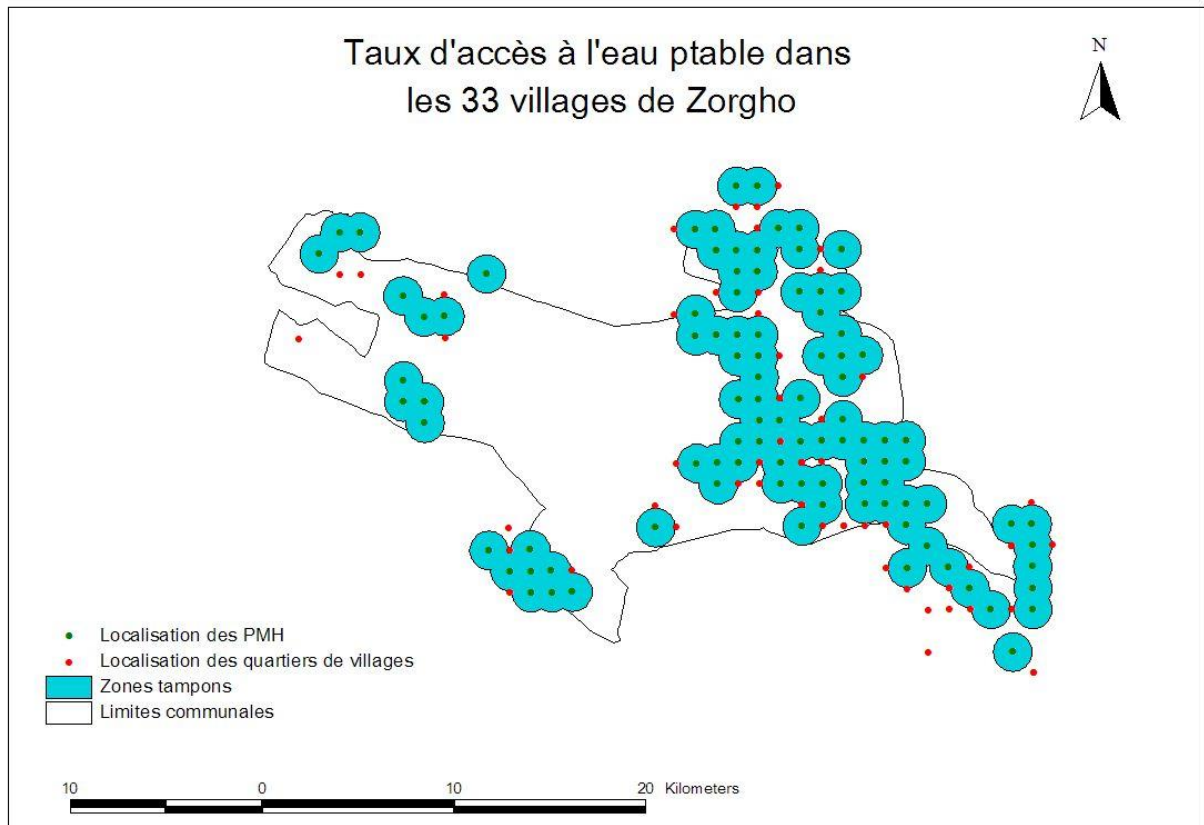 Taux d'accès à l'eau ptable dans
les 33 villages de Zorgho
N
Localisation des PMH
Localisation des quartiers de villages
Zones tampons
Limites communales
10 0 10 20 Kilometers